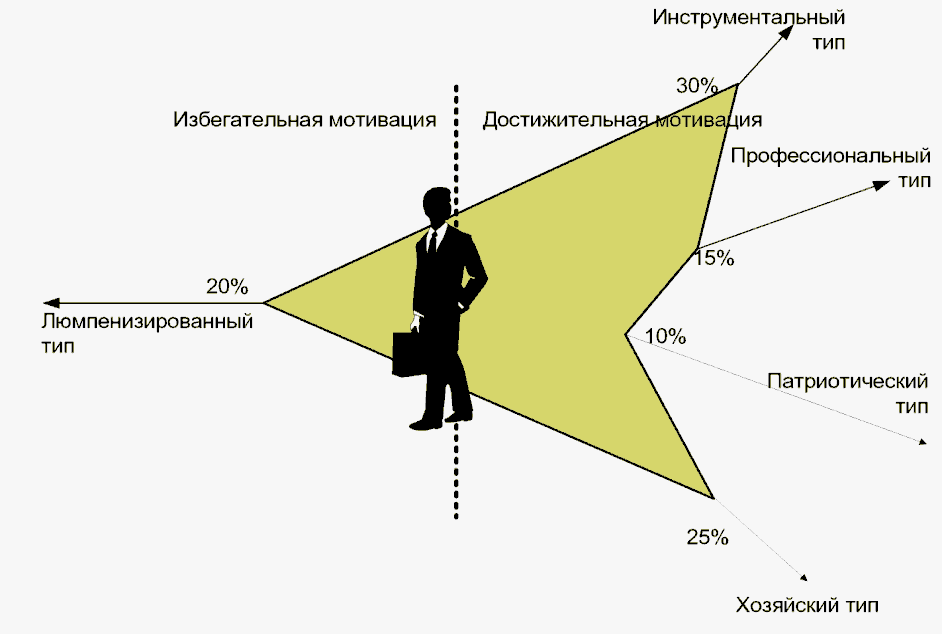 Инструментальный
тип
30%
Избегательная мотивация
Достижительная мотивация
Профессиональный
тип
15%
20%
Люмпенизированный
тип
10%
Патриотический
тип
25%
Хозяйский тип